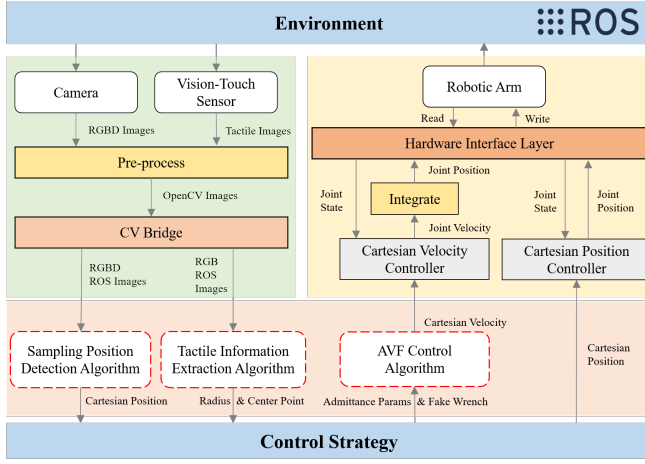 Environment
ROS
Camera
Vision-Touch
Sensor
Robotic Arm
RGBD Images
Tactile Images
Read
Write
Pre-process
Hardware Interface Layer
OpenCV Images
Joint Position
Joint
State
Integrate
Joint
State
Joint
Position
CV Bridge
Joint Velocity
Cartesian Velocity
Controller
Cartesian Position
Controller
RGBD
ROS Images
RGB
ROS
Images
Cartesian Velocity
Sampling Position
Detection Algorithm
Tactile Information
Extraction Algorithm
AVF Control
Algorithm
Cartesian
Position
Cartesian Position
Radius & Center Point
Admittance Params & Fake Wrench
Control Strategy